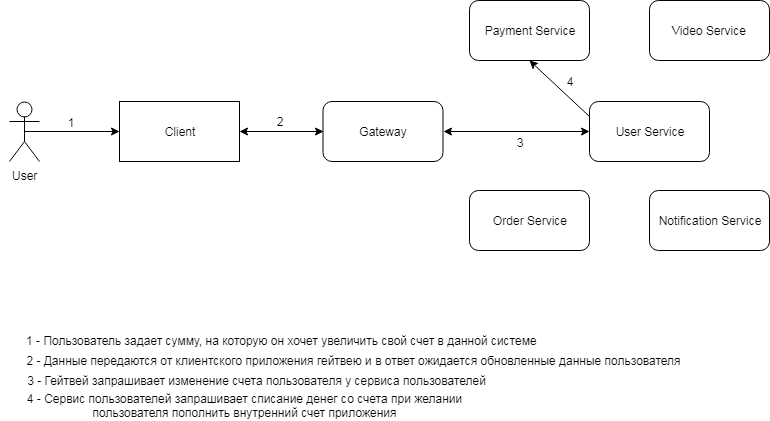 Payment Service
Video Service
4
1
Client
2
Gateway
3
User Service
User
Order Service
Notification Service
1 - Пользователь задает сумму, на которую он хочет увеличить свой счет в данной системе
2 - Данные передаются от клиентского приложения гейтвею и в ответ ожидается обновленные данные пользователя
3 - Гейтвей запрашивает изменение счета пользователя у сервиса пользователей
4 - Сервис пользователей запрашивает списание денег со счета при желании
пользователя пополнить внутренний счет приложения